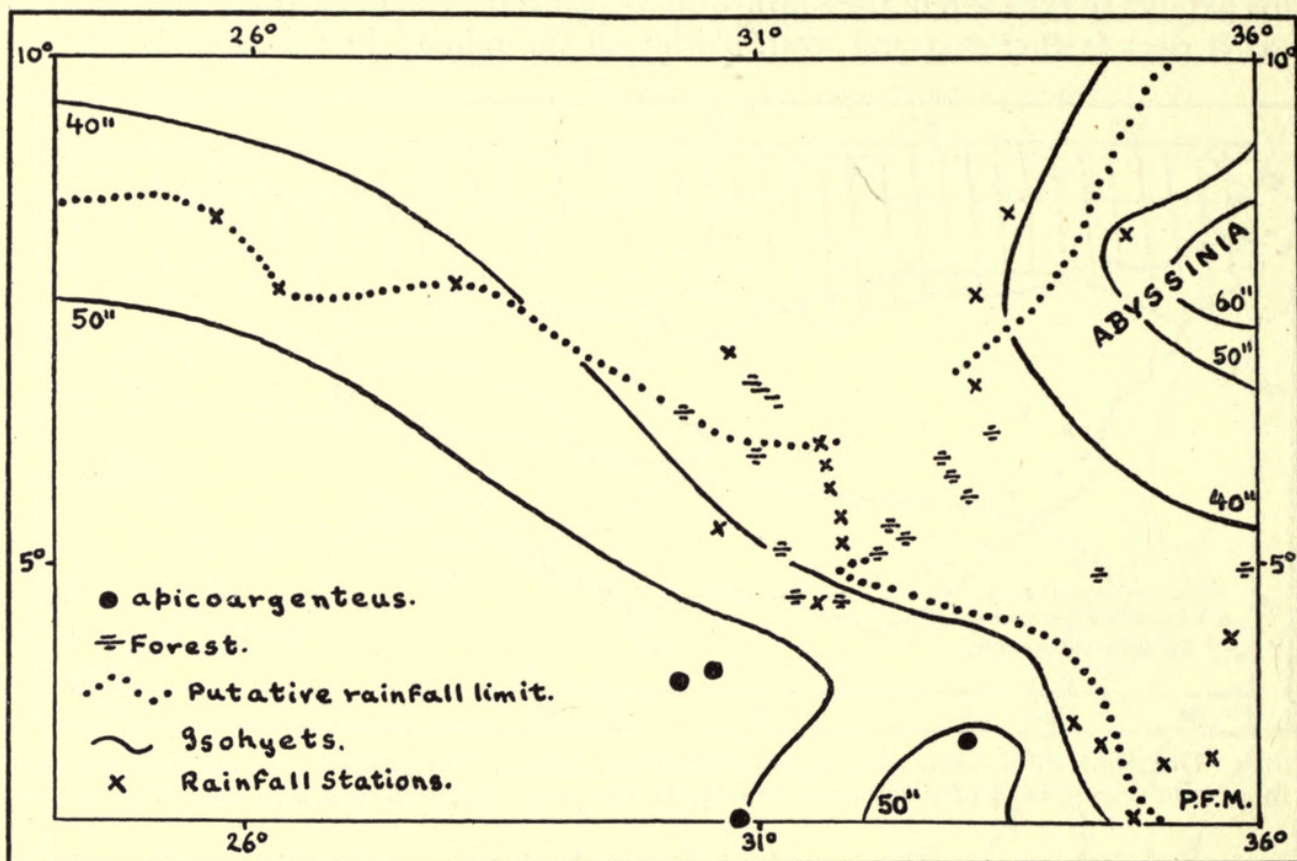 26° 31° 36°
10° 10°
40"
ABYSSINIA
60"
50"
50"
40"
5° 5°
● apicoargenteus.
Forest.
Putative rainfall limit.
Isohyets.
x Rainfall Stations.
50"
P.F.M.
26° 31° 36°